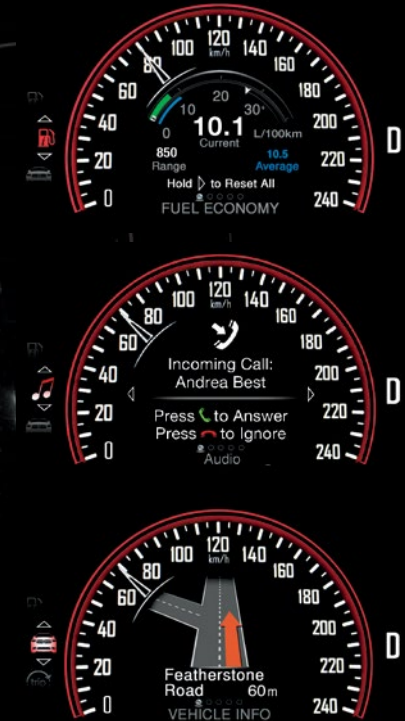 0
20
40
60
80
100
120
km/h
130
160
200
220
240
0
10
20
30+
10.1
Current
L/100km
850
Range
10.5
Average
Hold ▷ to Reset All
FUEL ECONOMY
D
0
20
40
60
80
100
120
km/h
140
160
180
200
220
240
Incoming Call:
Andrea Best
Press to Answer
Press to Ignore
Audio
D
0
20
40
60
80
100
120
km/h
140
160
180
200
220
240
Featherstone
Road 60m
VEHICLE INFO
trip
D